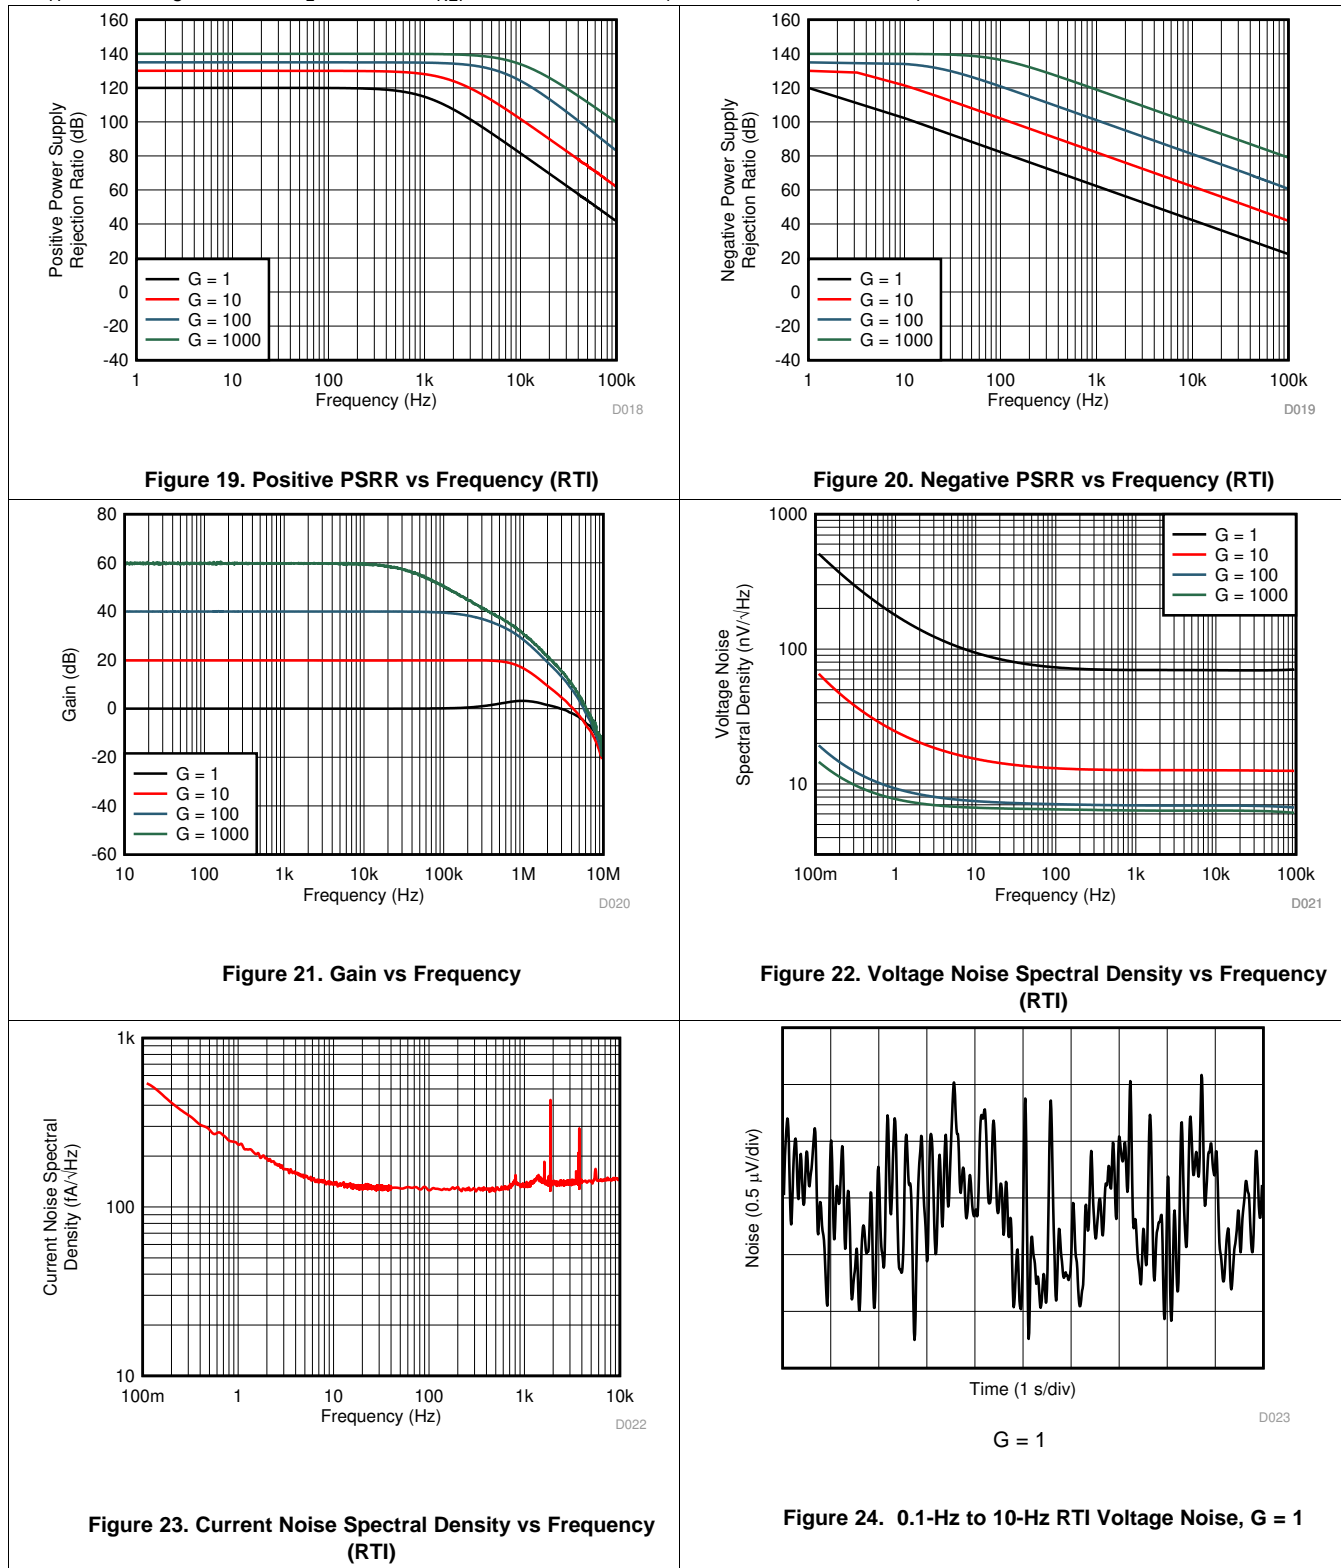 160
140
120
100
80
60
40
20
0
-20
-40
Positive Power Supply
Rejection Ratio (dB)
G = 1
G = 10
G = 100
G = 1000
1
10
100
1k
10k
100k
Frequency (Hz)
D018
Figure 19. Positive PSRR vs Frequency (RTI)
160
140
120
100
80
60
40
20
0
-20
-40
Negative Power Supply
Rejection Ratio (dB)
G = 1
G = 10
G = 100
G = 1000
1
10
100
1k
10k
100k
Frequency (Hz)
D019
Figure 20. Negative PSRR vs Frequency (RTI)
80
60
40
20
0
-20
-40
-60
Gain (dB)
G = 1
G = 10
G = 100
G = 1000
10
100
1k
10k
100k
1M
10M
Frequency (Hz)
D020
Figure 21. Gain vs Frequency
1000
100
10
Voltage Noise
Spectral Density (nV/√Hz)
G = 1
G = 10
G = 100
G = 1000
100m
1
10
100
1k
10k
100k
Frequency (Hz)
D021
Figure 22. Voltage Noise Spectral Density vs Frequency
(RTI)
1k
100
10
Current Noise Spectral
Density (fA/√Hz)
100m
1
10
100
1k
10k
Frequency (Hz)
D022
Figure 23. Current Noise Spectral Density vs Frequency
(RTI)
Noise (0.5 μV/div)
Time (1 s/div)
D023
G = 1
Figure 24. 0.1-Hz to 10-Hz RTI Voltage Noise, G = 1